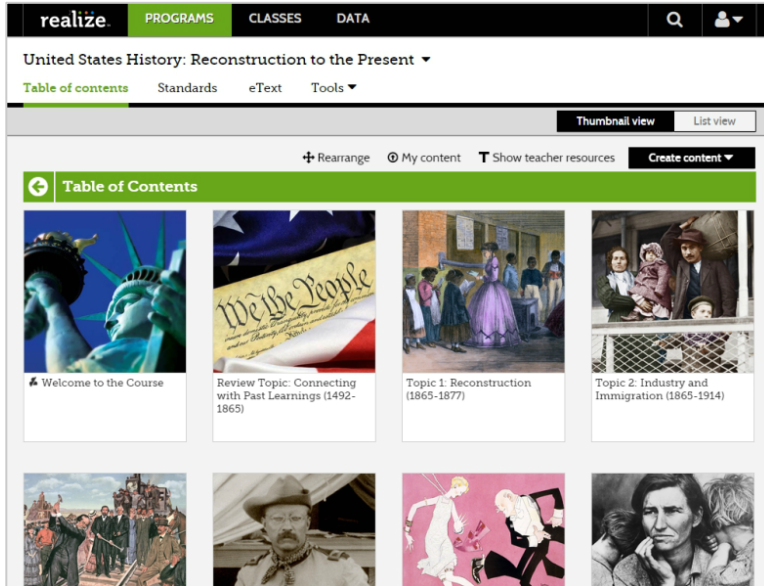 realize.
PROGRAMS
CLASSES
DATA
United States History: Reconstruction to the Present
Table of contents
Standards
eText
Tools
Thumbnail view
List view
Rearrange
My content
Show teacher resources
Create content
Table of Contents
We the People
Welcome to the Course
Review Topic: Connecting
with Past Learnings (1492-
1865)
Topic 1: Reconstruction
(1865-1877)
Topic 2: Industry and
Immigration (1865-1914)